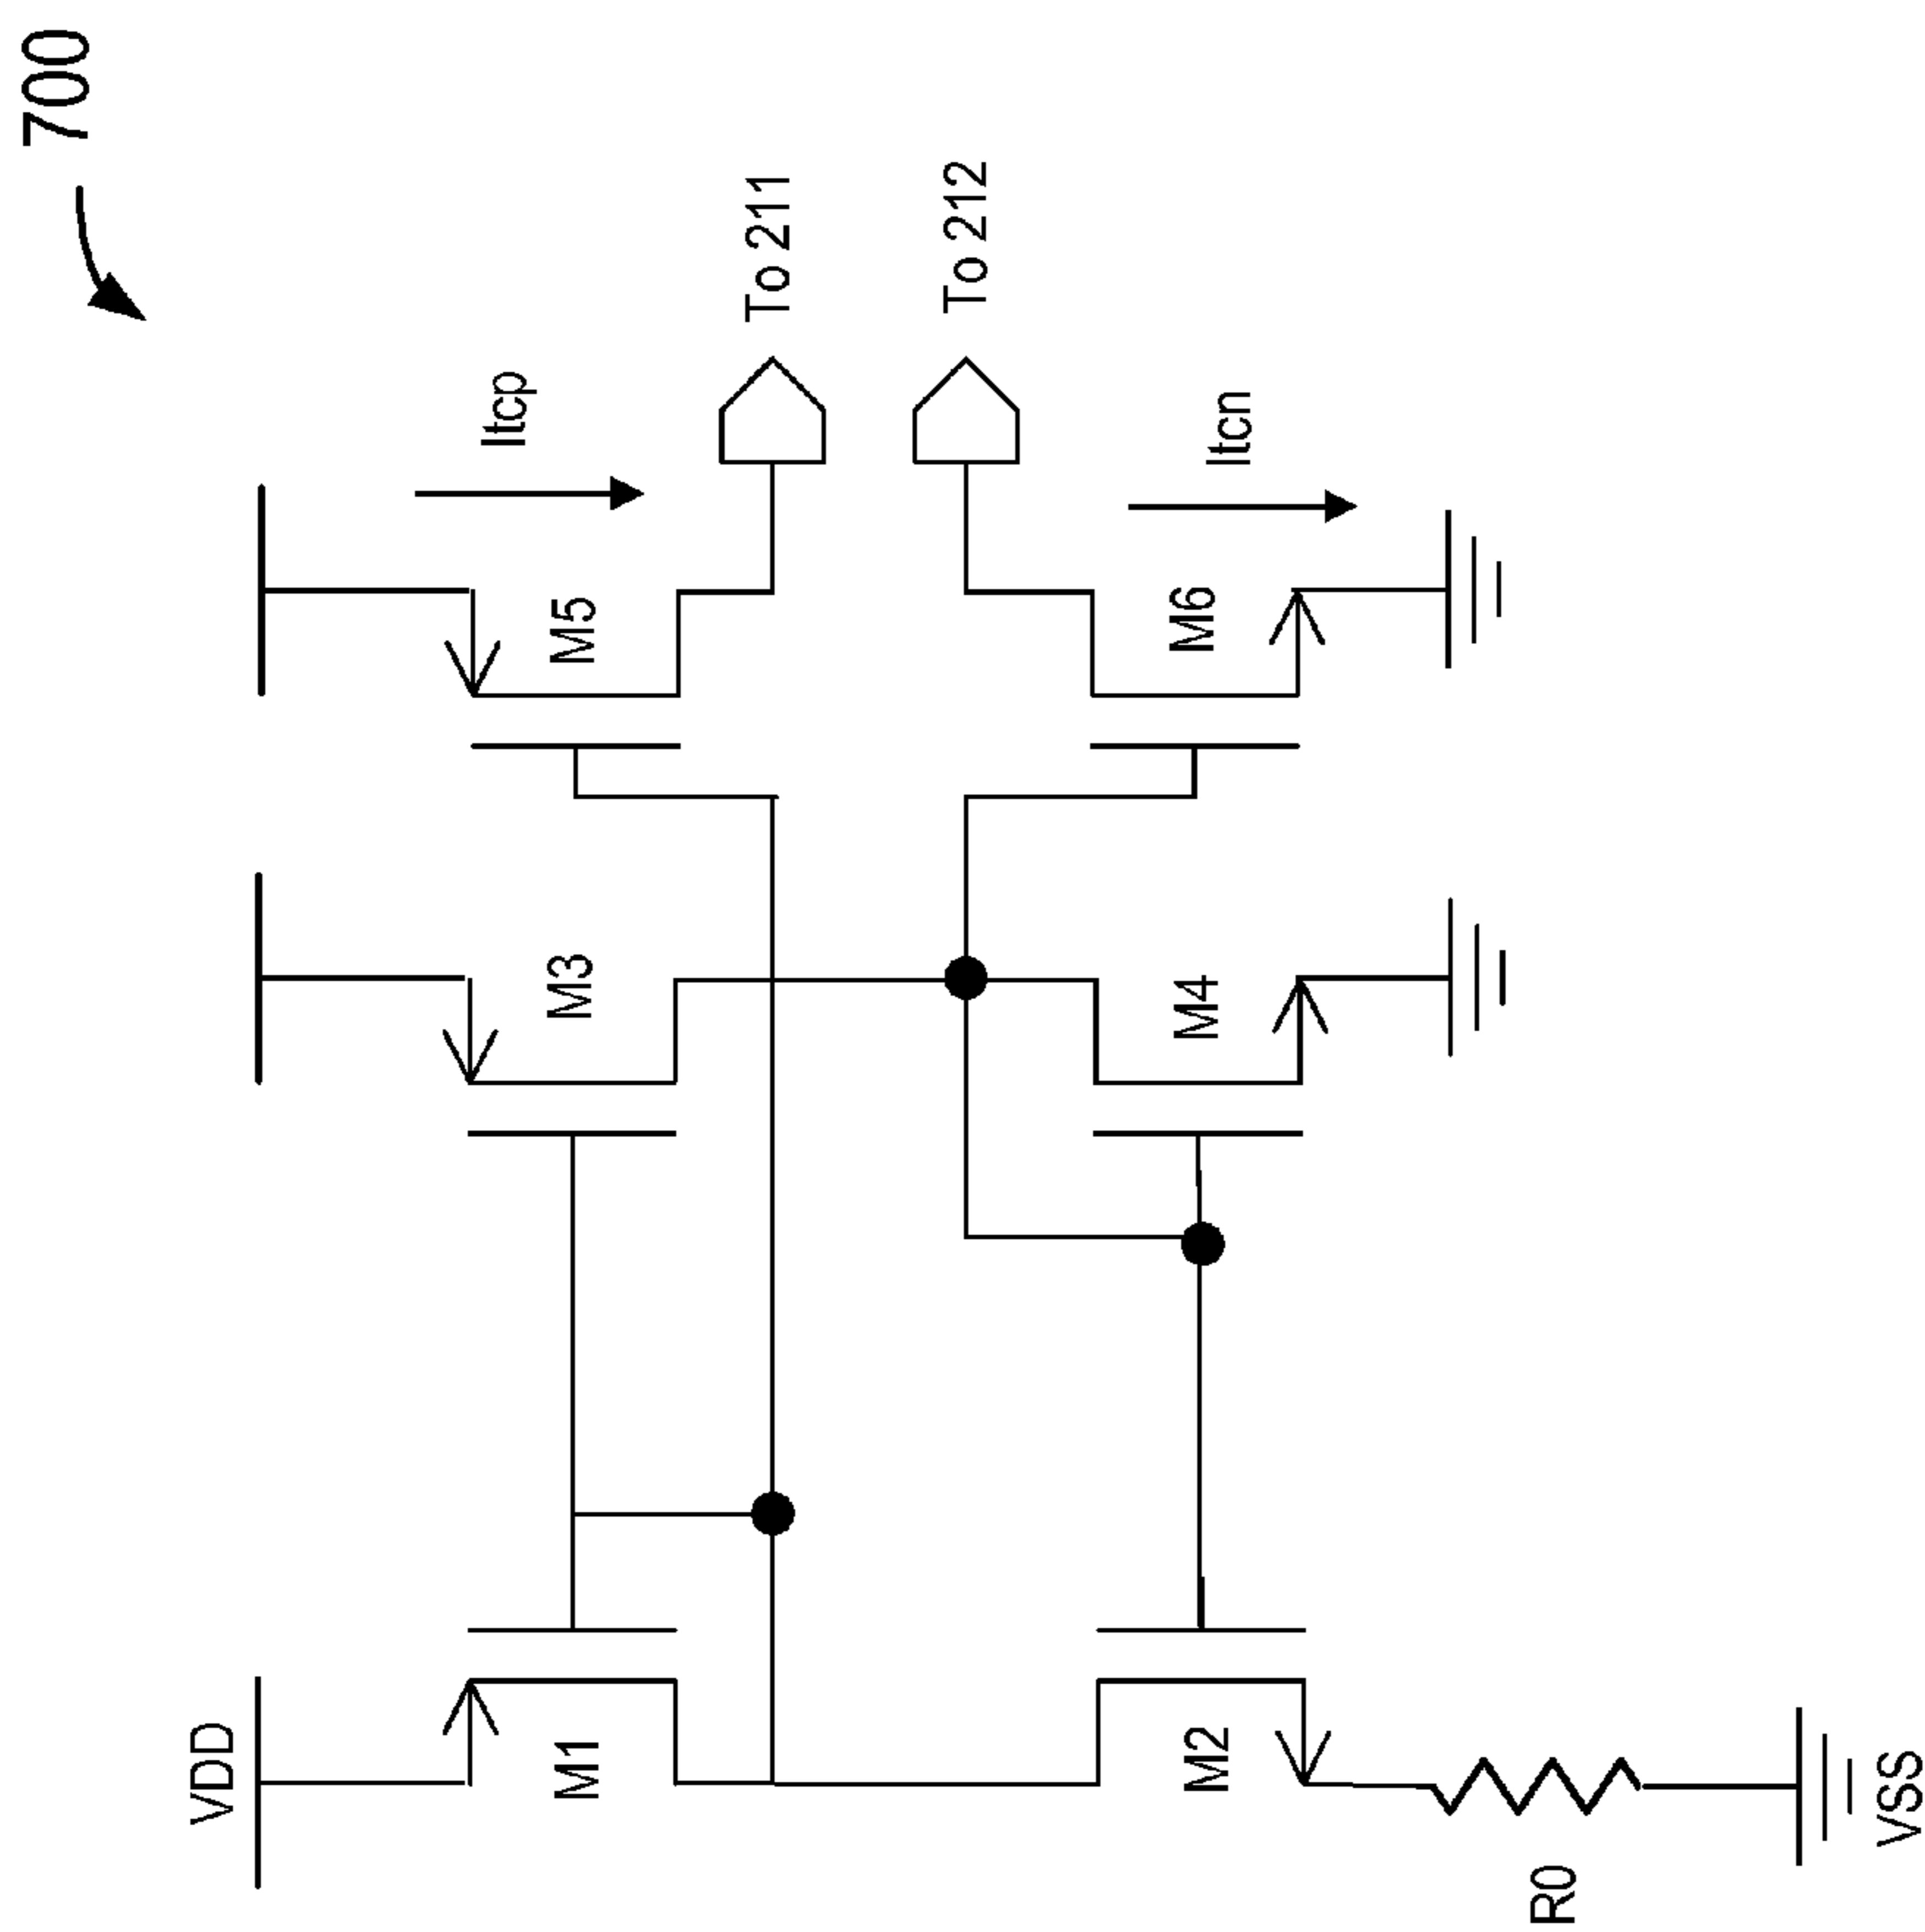 700
VDD
M1
M3
M5
Itcp
To 211
To 212
M2
M4
M6
Itcn
R0
VSS